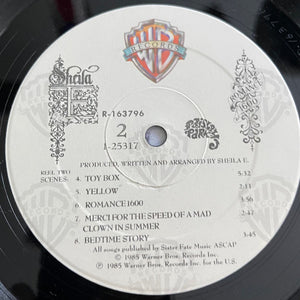 WB
RECORDS
Sheila
E.
R-163796
2
1-25317
PAISLEY
PARK
PRODUCED, WRITTEN AND ARRANGED BY SHEILA E.
REEL TWO
SCENES:
4. TOY BOX 5:32
5. YELLOW 2:11
6. ROMANCE 1600 3:58
7. MERCI FOR THE SPEED OF A MAD 2:47
CLOWN IN SUMMER
8. BEDTIME STORY 3:45
All songs published by Sister Fate Music ASCAP
© 1985 Warner Bros. Records Inc.
℗ 1985 Warner Bros. Records Inc. for the U.S.